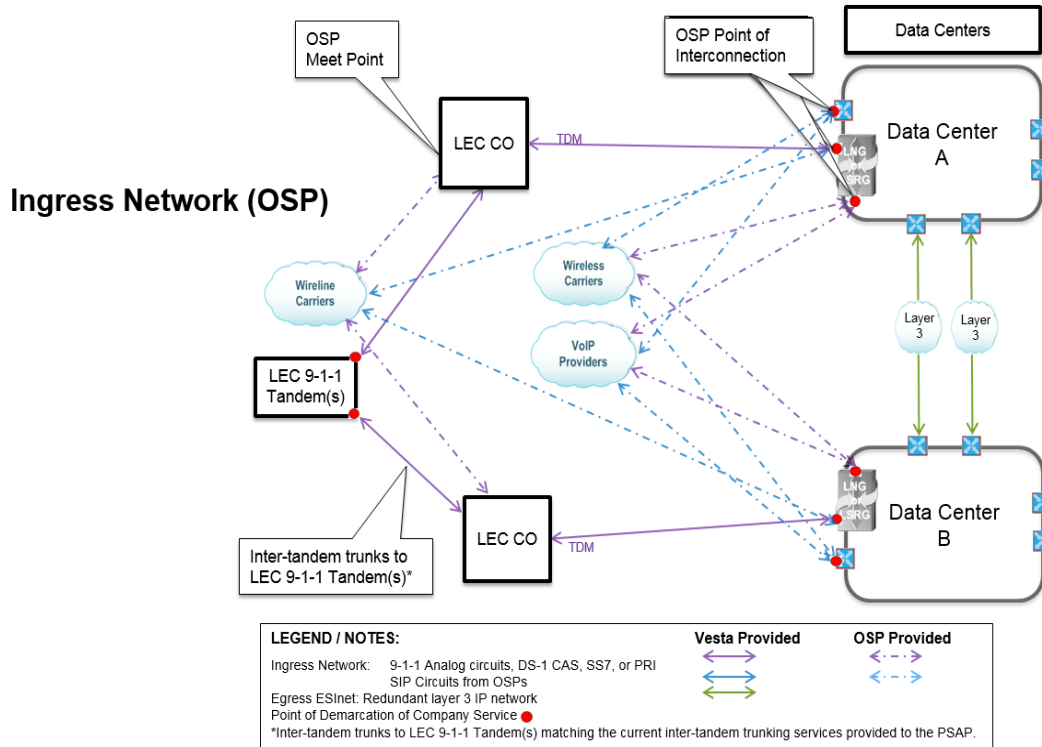 OSP
Meet Point
OSP Point of
Interconnection
Data Centers
LEC CO
TDM
LNG
or
LSRG
Data Center
A
Ingress Network (OSP)
Wireline
Carriers
Wireless
Carriers
VoIP
Providers
Layer
3
Layer
3
LEC 9-1-1
Tandem(s)
LEC CO
TDM
LNG
or
LSRG
Data Center
B
Inter-tandem trunks to
LEC 9-1-1 Tandem(s)*
LEGEND / NOTES:
Vesta Provided
OSP Provided
Ingress Network: 9-1-1 Analog circuits, DS-1 CAS, SS7, or PRI
SIP Circuits from OSPs
Egress ESInet: Redundant layer 3 IP network
Point of Demarcation of Company Service
*Inter-tandem trunks to LEC 9-1-1 Tandem(s) matching the current inter-tandem trunking services provided to the PSAP.